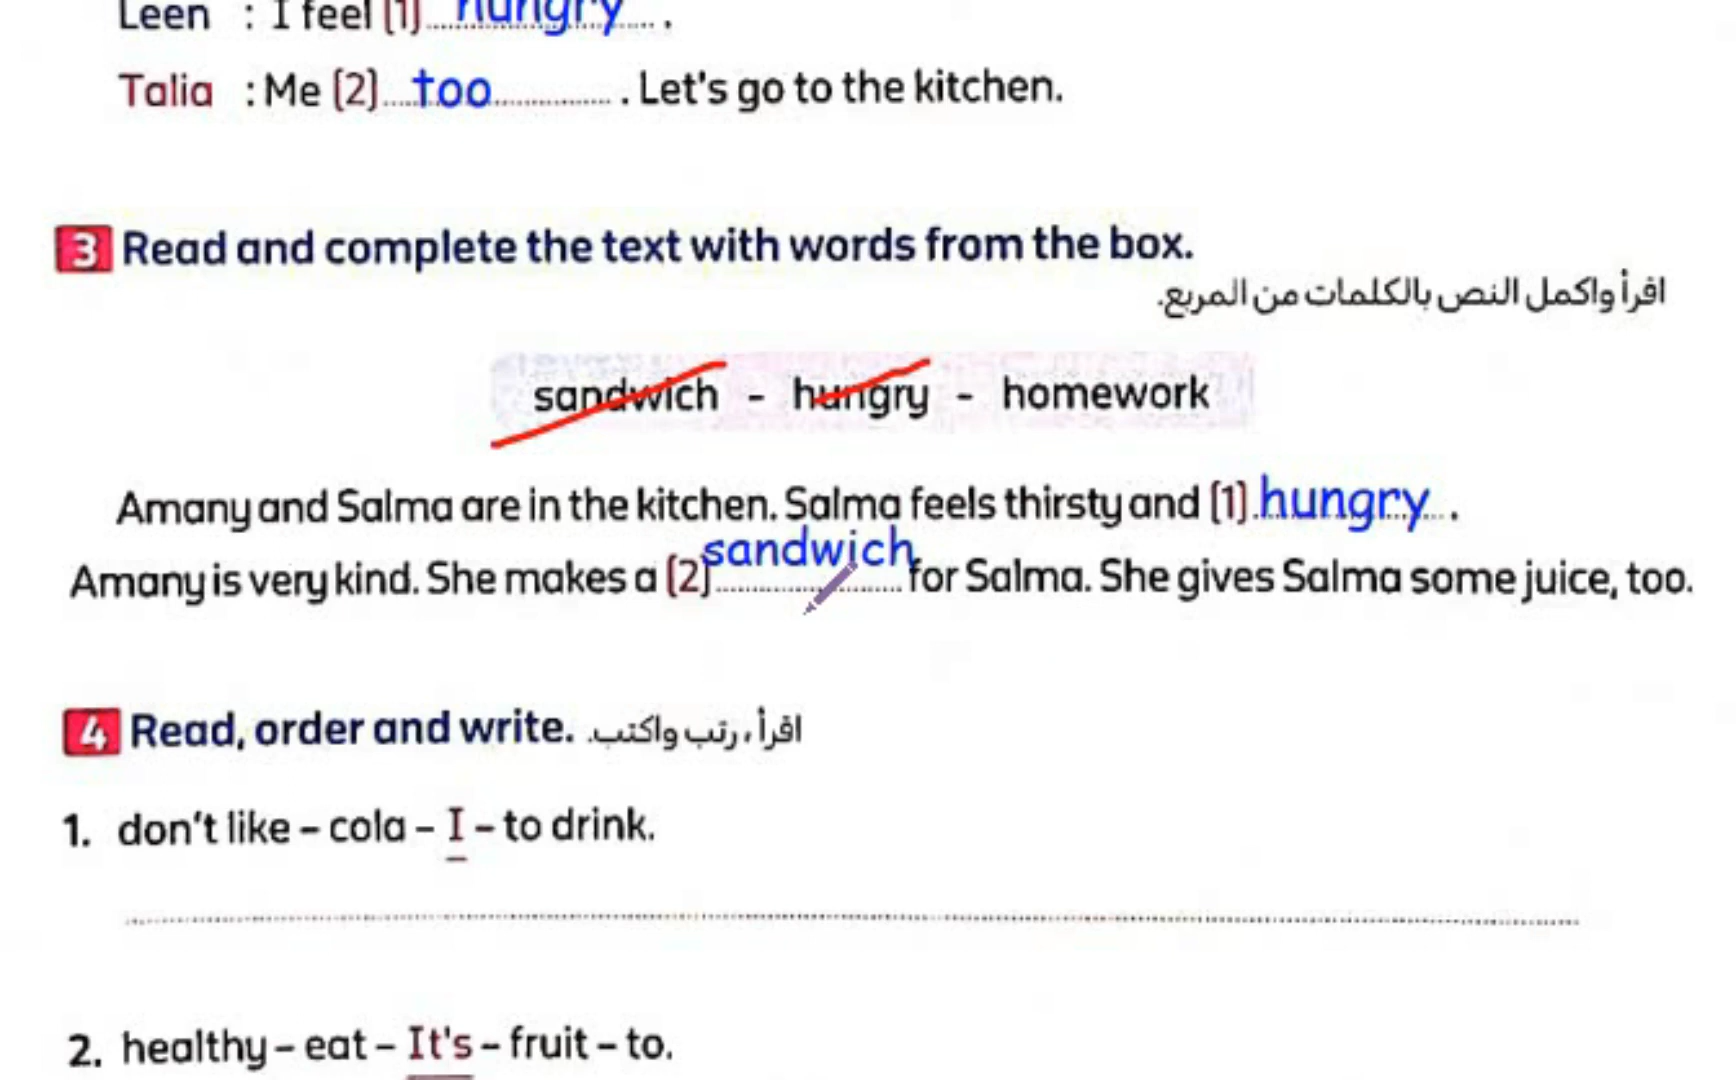 Leen : I feel (1) hungry .
Talia : Me (2) too . Let's go to the kitchen.
3 Read and complete the text with words from the box.
اقرأ واكمل النص بالكلمات من المربع.
sandwich - hungry - homework
Amany and Salma are in the kitchen. Salma feels thirsty and (1) hungry .
Amany is very kind. She makes a (2) sandwich for Salma. She gives Salma some juice, too.
4 Read, order and write. اقرأ، رتب واكتب.
1. don't like – cola – I – to drink.
2. healthy – eat – It's – fruit – to.